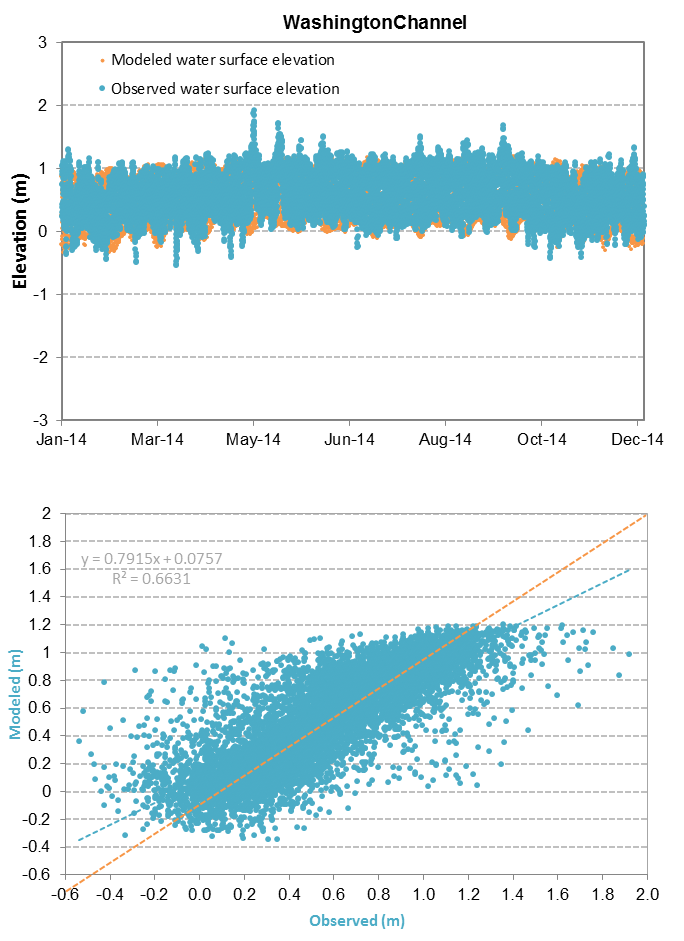 WashingtonChannel
3
Modeled water surface elevation
Observed water surface elevation
2
1
0
-1
-2
-3
Elevation (m)
Jan-14 Mar-14 May-14 Jun-14 Aug-14 Oct-14 Dec-14
2
1.8
y = 0.7915x + 0.0757
1.6
R² = 0.6631
1.4
1.2
1
0.8
0.6
0.4
0.2
0
-0.2
-0.4
-0.6
Modeled (m)
-0.6 -0.4 -0.2 0.0 0.2 0.4 0.6 0.8 1.0 1.2 1.4 1.6 1.8 2.0
Observed (m)